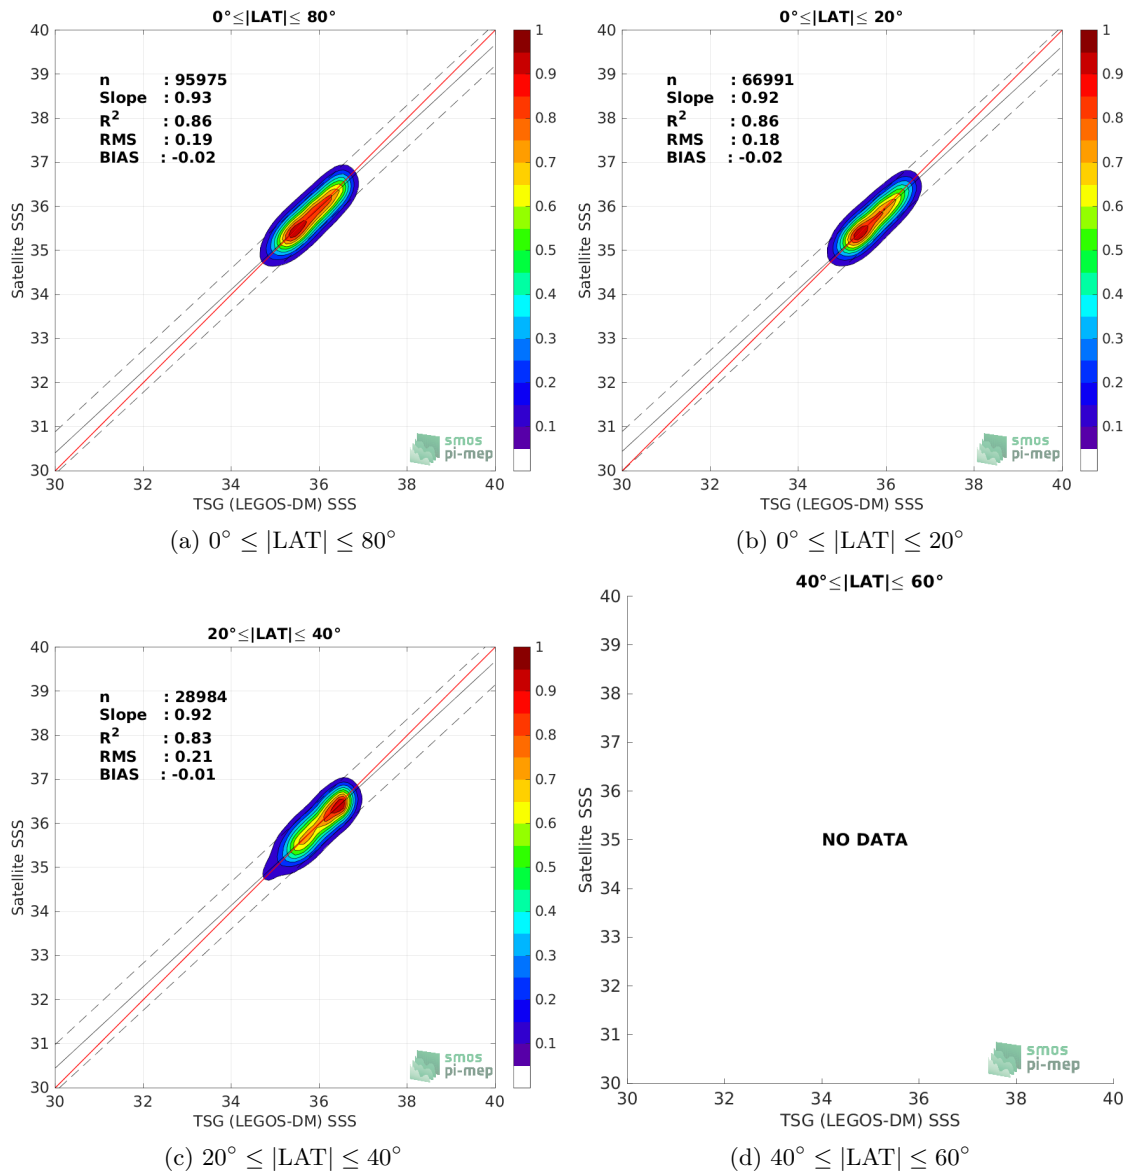 0°≤|LAT|≤ 80°
40
39
38
37
36
35
34
33
32
31
30
Satellite SSS
n : 95975
Slope : 0.93
R² : 0.86
RMS : 0.19
BIAS : -0.02
smos
pi-mep
30 32 34 36 38 40
TSG (LEGOS-DM) SSS
1
0.9
0.8
0.7
0.6
0.5
0.4
0.3
0.2
0.1
(a) 0° ≤ |LAT| ≤ 80°
0°≤|LAT|≤ 20°
40
39
38
37
36
35
34
33
32
31
30
Satellite SSS
n : 66991
Slope : 0.92
R² : 0.86
RMS : 0.18
BIAS : -0.02
smos
pi-mep
30 32 34 36 38 40
TSG (LEGOS-DM) SSS
1
0.9
0.8
0.7
0.6
0.5
0.4
0.3
0.2
0.1
(b) 0° ≤ |LAT| ≤ 20°
20°≤|LAT|≤ 40°
40
39
38
37
36
35
34
33
32
31
30
Satellite SSS
n : 28984
Slope : 0.92
R² : 0.83
RMS : 0.21
BIAS : -0.01
smos
pi-mep
30 32 34 36 38 40
TSG (LEGOS-DM) SSS
1
0.9
0.8
0.7
0.6
0.5
0.4
0.3
0.2
0.1
(c) 20° ≤ |LAT| ≤ 40°
40°≤|LAT|≤ 60°
40
39
38
37
36
35
34
33
32
31
30
Satellite SSS
NO DATA
smos
pi-mep
30 32 34 36 38 40
TSG (LEGOS-DM) SSS
(d) 40° ≤ |LAT| ≤ 60°